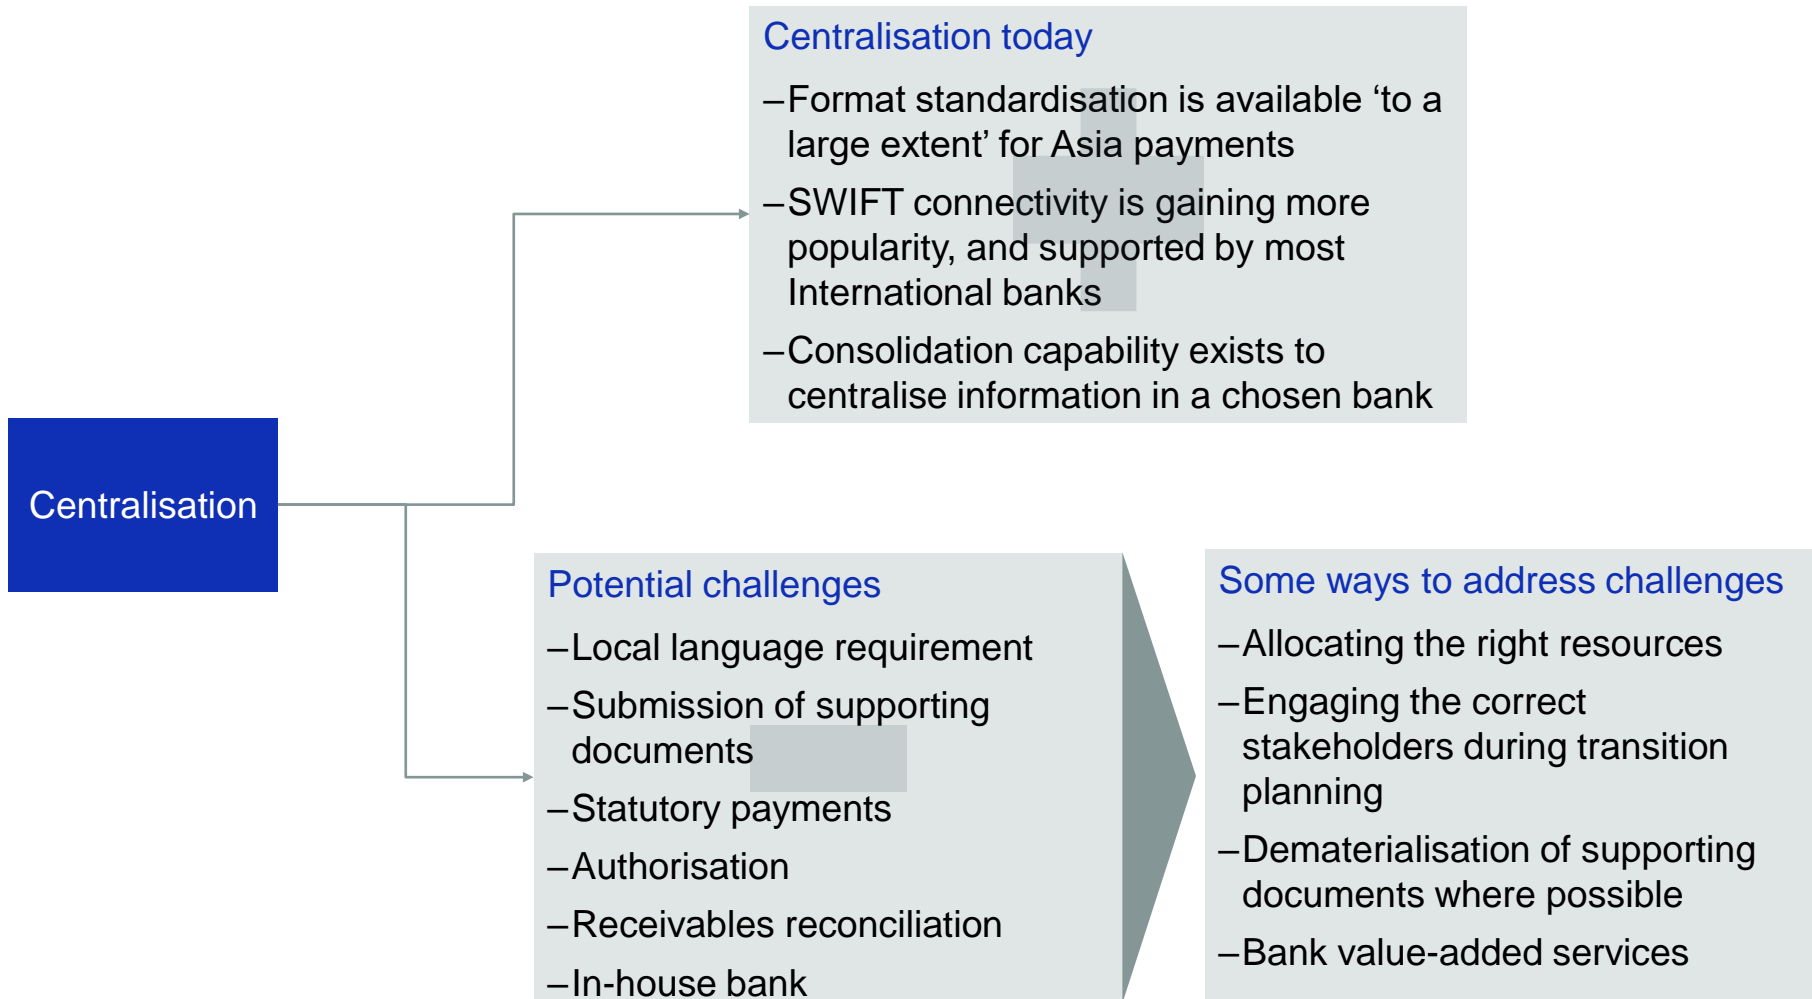 Centralisation today
–Format standardisation is available ‘to a
large extent’ for Asia payments
–SWIFT connectivity is gaining more
popularity, and supported by most
International banks
–Consolidation capability exists to
centralise information in a chosen bank
Centralisation
Potential challenges
–Local language requirement
–Submission of supporting
documents
–Statutory payments
–Authorisation
–Receivables reconciliation
–In-house bank
Some ways to address challenges
–Allocating the right resources
–Engaging the correct
stakeholders during transition
planning
–Dematerialisation of supporting
documents where possible
–Bank value-added services